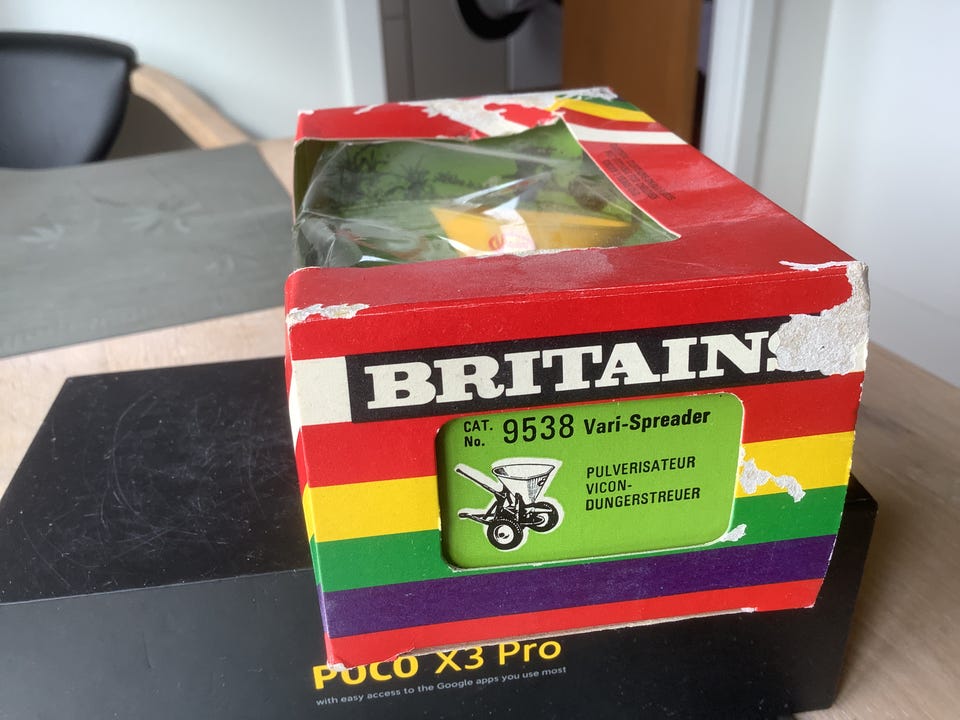 BRITAINS
CAT.
No. 9538 Vari-Spreader
PULVERISATEUR
VICON-
DUNGERSTREUER
POCO X3 Pro
with easy access to the Google apps you use most